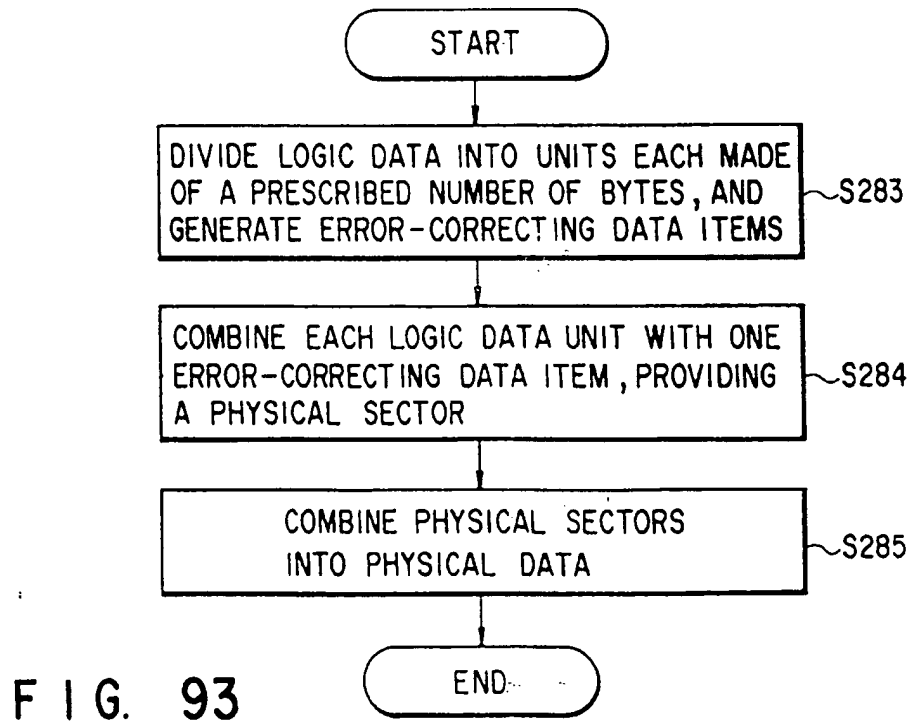 START
DIVIDE LOGIC DATA INTO UNITS EACH MADE
OF A PRESCRIBED NUMBER OF BYTES, AND
GENERATE ERROR-CORRECTING DATA ITEMS
S283
COMBINE EACH LOGIC DATA UNIT WITH ONE
ERROR-CORRECTING DATA ITEM, PROVIDING
A PHYSICAL SECTOR
S284
COMBINE PHYSICAL SECTORS
INTO PHYSICAL DATA
S285
END
FIG. 93